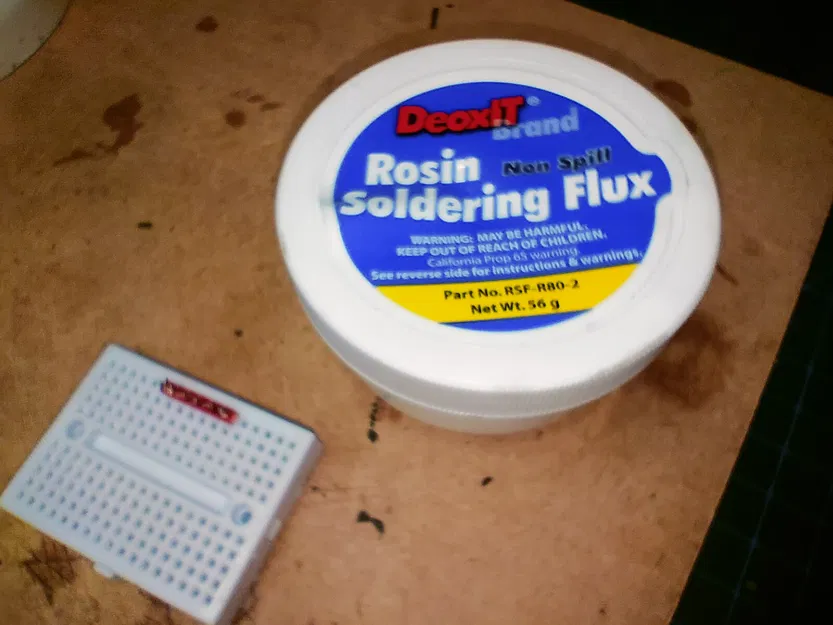 DeoxIT®
Brand
Rosin Non Spill
Soldering Flux
WARNING: MAY BE HARMFUL.
KEEP OUT OF REACH OF CHILDREN.
California Prop 65 warning.
See reverse side for instructions & warnings.
Part No. RSF-R80-2
Net Wt. 56 g